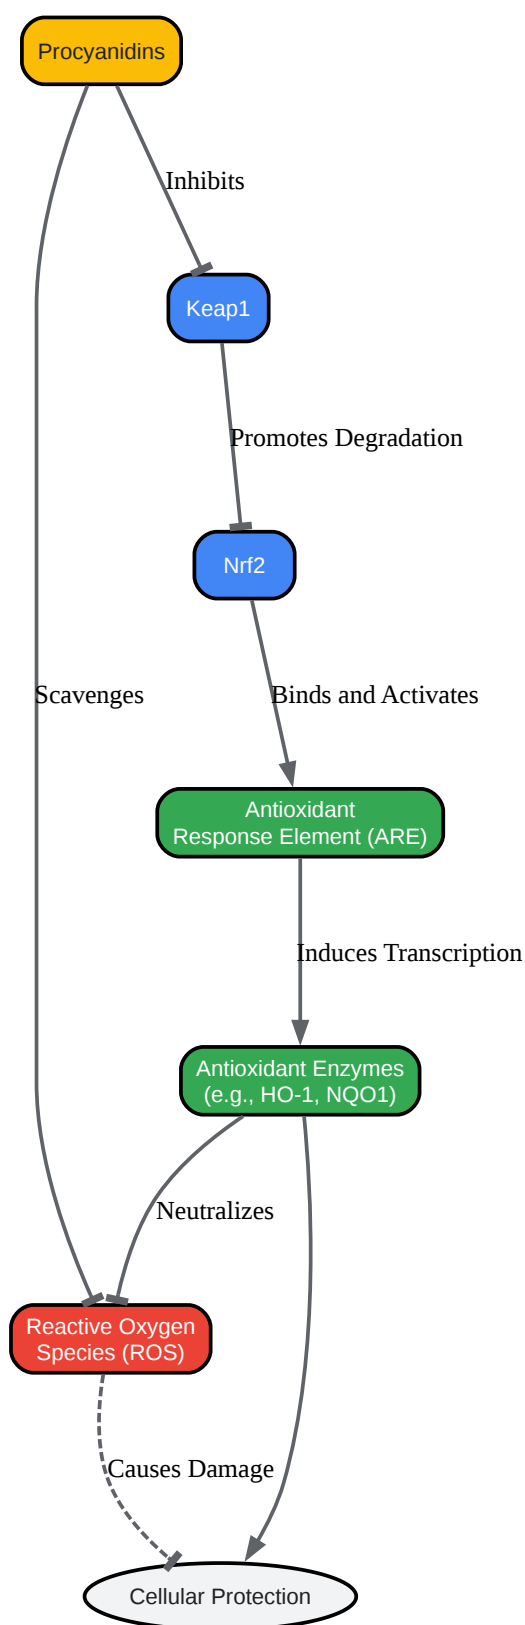 Procyanidins
Inhibits
Keap1
Promotes Degradation
Nrf2
Scavenges
Binds and Activates
Antioxidant
Response Element (ARE)
Induces Transcription
Antioxidant Enzymes
(e.g., HO-1, NQO1)
Neutralizes
Reactive Oxygen
Species (ROS)
Causes Damage
Cellular Protection